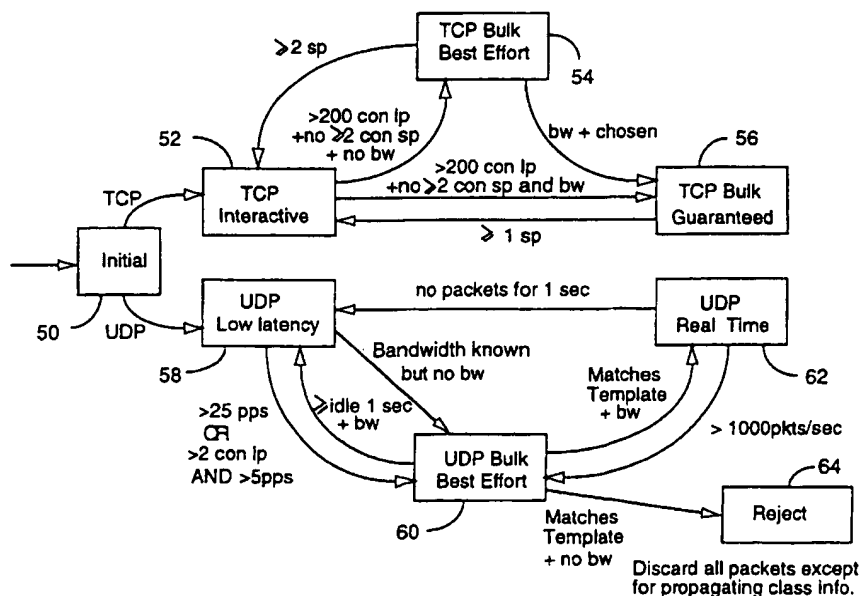 TCP Bulk
Best Effort
54
⩾2 sp
52
>200 con lp
+no ⩾2 con sp
+ no bw
bw + chosen
56
TCP
Interactive
>200 con lp
+no⩾2 con sp and bw
TCP Bulk
Guaranteed
⩾ 1 sp
TCP
Initial
50
UDP
UDP
Low latency
58
no packets for 1 sec
UDP
Real Time
62
Bandwidth known
but no bw
⩾idle 1 sec
+ bw
Matches
Template
+ bw
> 1000pkts/sec
>25 pps
OR
>2 con lp
AND >5pps
UDP Bulk
Best Effort
60
Matches
Template
+ no bw
64
Reject
Discard all packets except
for propagating class info.